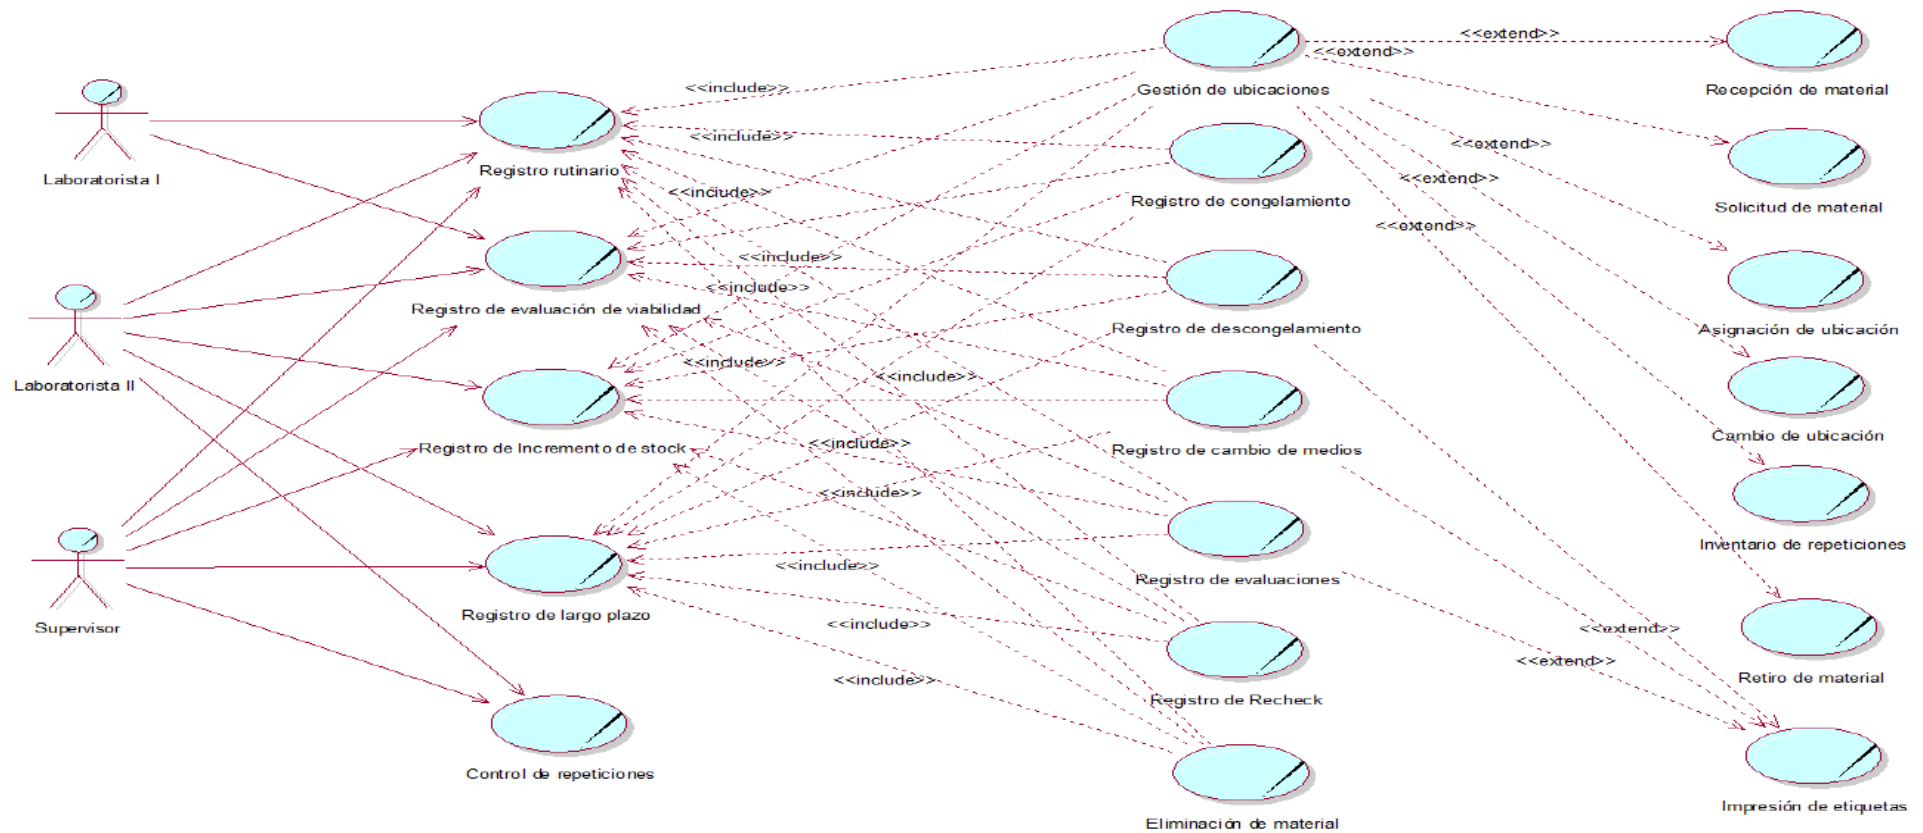 Laboratorista I
Laboratorista II
Supervisor
Registro rutinario
Registro de evaluación de viabilidad
Registro de Incremento de stock
Registro de largo plazo
Control de repeticiones
<<include>>
<<include>>
<<include>>
<<include>>
<<include>>
<<include>>
<<include>>
<<include>>
<<include>>
<<include>>
<<include>>
<<include>>
Gestión de ubicaciones
Registro de congelamiento
Registro de descongelamiento
Registro de cambio de medios
Registro de evaluaciones
Registro de Recheck
Eliminación de material
<<extend>>
<<extend>>
<<extend>>
<<extend>>
<<extend>>
<<extend>>
<<extend>>
Recepción de material
Solicitud de material
Asignación de ubicación
Cambio de ubicación
Inventario de repeticiones
Retiro de material
Impresión de etiquetas